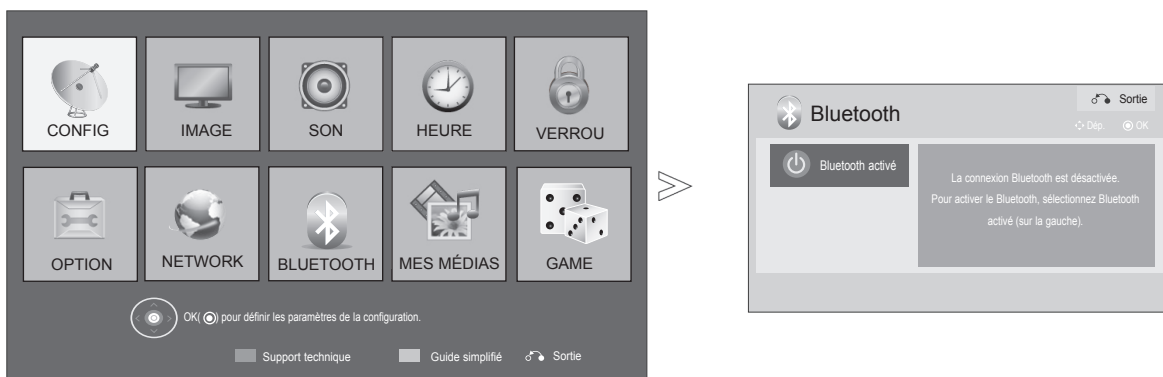 CONFIG
IMAGE
SON
HEURE
VERROU
OPTION
NETWORK
BLUETOOTH
MES MÉDIAS
GAME
OK( ) pour définir les paramètres de la configuration.
Support technique
Guide simplifié
Sortie
Bluetooth
Sortie
Dép.
OK
Bluetooth activé
La connexion Bluetooth est désactivée.
Pour activer le Bluetooth, sélectionnez Bluetooth
activé (sur la gauche).